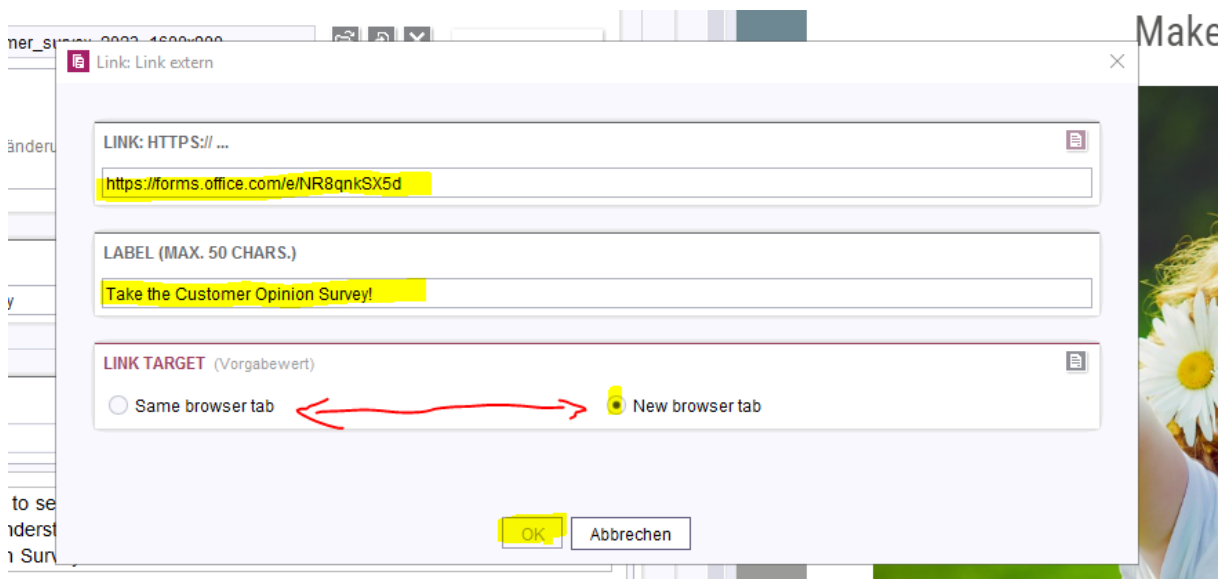 Make
Link: Link extern
LINK: HTTPS:// ...
änderu
https://forms.office.com/e/NR8qnkSX5d
LABEL (MAX. 50 CHARS.)
Take the Customer Opinion Survey!
y
LINK TARGET (Vorgabewert)
Same browser tab
New browser tab
to se
nderst
n Surv
OK
Abbrechen